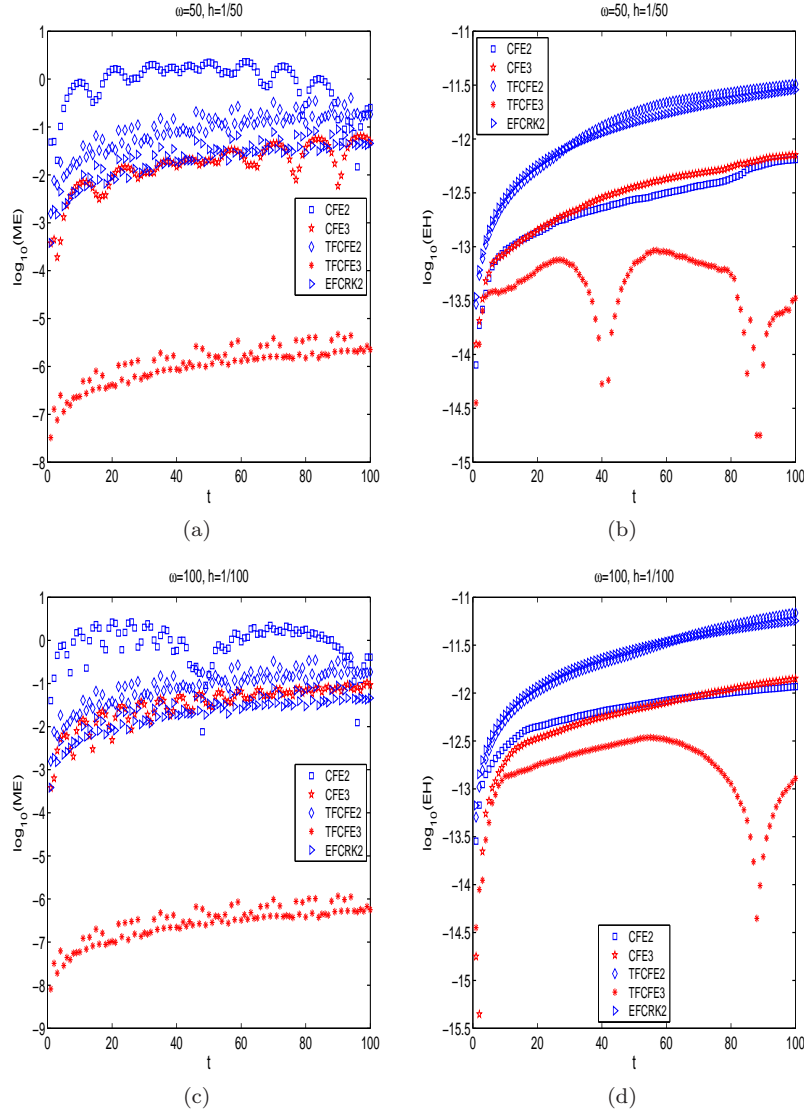 ω=50, h=1/50
log10(ME)
1
0
−1
−2
−3
−4
−5
−6
−7
−8
0
20
40
60
80
100
t
CFE2
CFE3
TFCFE2
TFCFE3
EFCRK2
(a)
ω=50, h=1/50
log10(EH)
−11
−11.5
−12
−12.5
−13
−13.5
−14
−14.5
−15
0
20
40
60
80
100
t
CFE2
CFE3
TFCFE2
TFCFE3
EFCRK2
(b)
ω=100, h=1/100
log10(ME)
1
0
−1
−2
−3
−4
−5
−6
−7
−8
−9
0
20
40
60
80
100
t
CFE2
CFE3
TFCFE2
TFCFE3
EFCRK2
(c)
ω=100, h=1/100
log10(EH)
−11
−11.5
−12
−12.5
−13
−13.5
−14
−14.5
−15
−15.5
0
20
40
60
80
100
t
CFE2
CFE3
TFCFE2
TFCFE3
EFCRK2
(d)